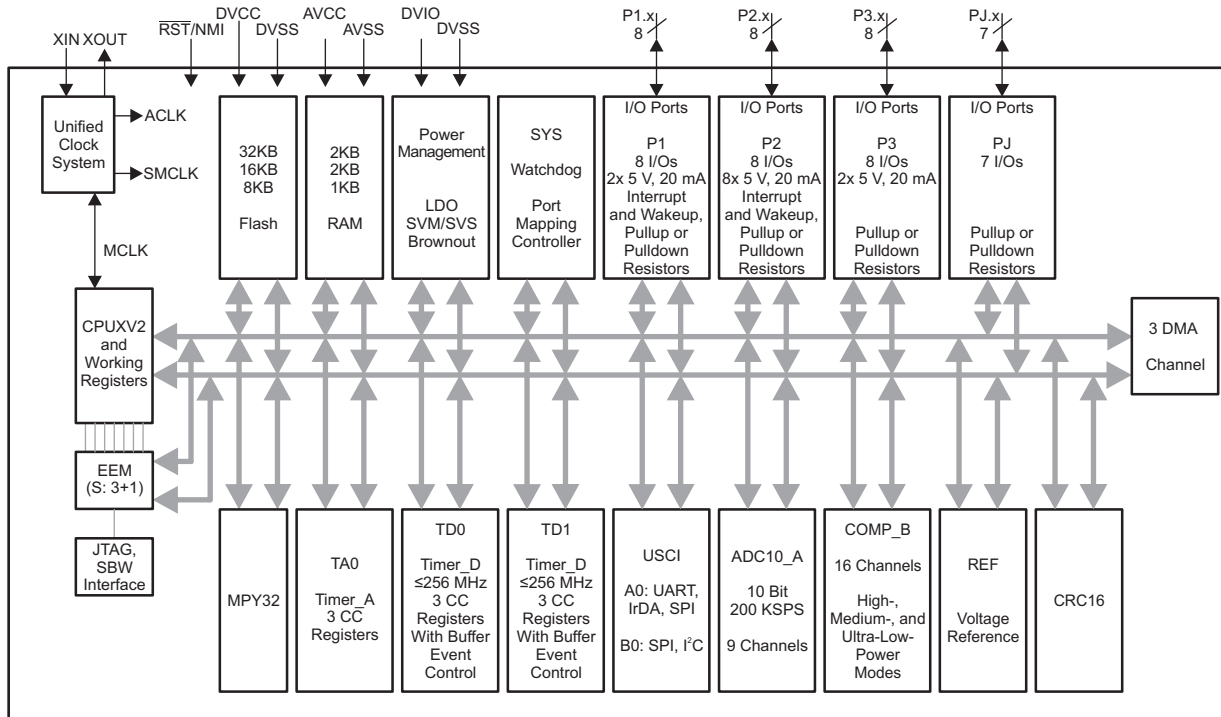 XIN XOUT
RST/NMI
DVCC
DVSS
AVCC
AVSS
DVIO
DVSS
P1.x
8
P2.x
8
P3.x
8
PJ.x
7
Unified
Clock
System
ACLK
SMCLK
MCLK
32KB
16KB
8KB
Flash
2KB
2KB
1KB
RAM
Power
Management
LDO
SVM/SVS
Brownout
SYS
Watchdog
Port
Mapping
Controller
I/O Ports
P1
8 I/Os
2x 5 V, 20 mA
Interrupt
and Wakeup,
Pullup or
Pulldown
Resistors
I/O Ports
P2
8 I/Os
8x 5 V, 20 mA
Interrupt
and Wakeup,
Pullup or
Pulldown
Resistors
I/O Ports
P3
8 I/Os
2x 5 V, 20 mA
Pullup or
Pulldown
Resistors
I/O Ports
PJ
7 I/Os
Pullup or
Pulldown
Resistors
CPUXV2
and
Working
Registers
3 DMA
Channel
EEM
(S: 3+1)
JTAG,
SBW
Interface
MPY32
TA0
Timer_A
3 CC
Registers
TD0
Timer_D
≤256 MHz
3 CC
Registers
With Buffer
Event
Control
TD1
Timer_D
≤256 MHz
3 CC
Registers
With Buffer
Event
Control
USCI
A0: UART,
IrDA, SPI
B0: SPI, I²C
ADC10_A
10 Bit
200 KSPS
9 Channels
COMP_B
16 Channels
High-,
Medium-, and
Ultra-Low-
Power
Modes
REF
Voltage
Reference
CRC16